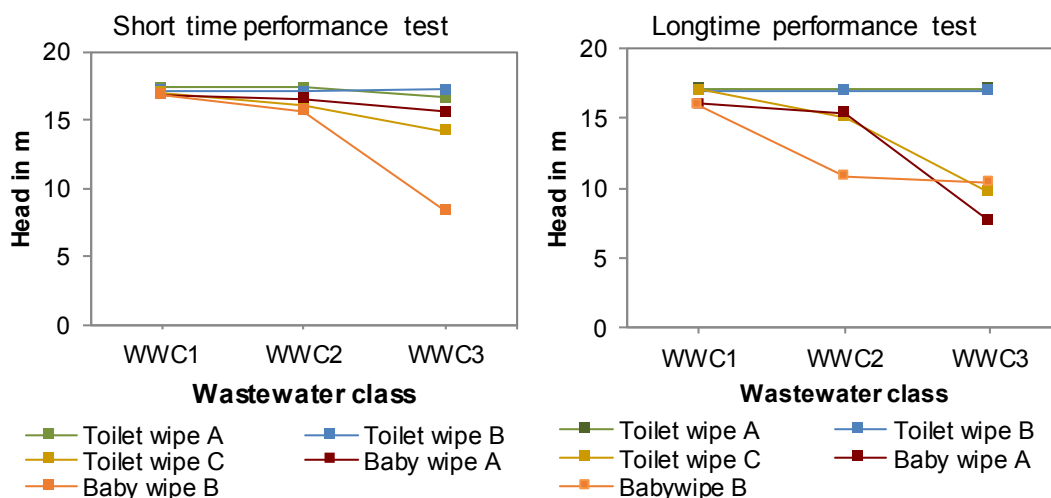 Short time performance test
20
15
10
5
0
Head in m
WWC1 WWC2 WWC3
Wastewater class
Toilet wipe A Toilet wipe B
Toilet wipe C Baby wipe A
Baby wipe B
Longtime performance test
20
15
10
5
0
Head in m
WWC1 WWC2 WWC3
Wastewater class
Toilet wipe A Toilet wipe B
Toilet wipe C Baby wipe A
Babywipe B